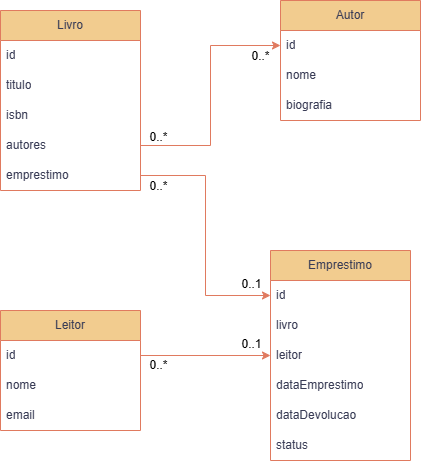 Livro
id
titulo
isbn
autores
emprestimo
Autor
id
nome
biografia
0..*
0..*
0..*
0..1
Leitor
id
nome
email
0..*
0..1
Emprestimo
id
livro
leitor
dataEmprestimo
dataDevolucao
status